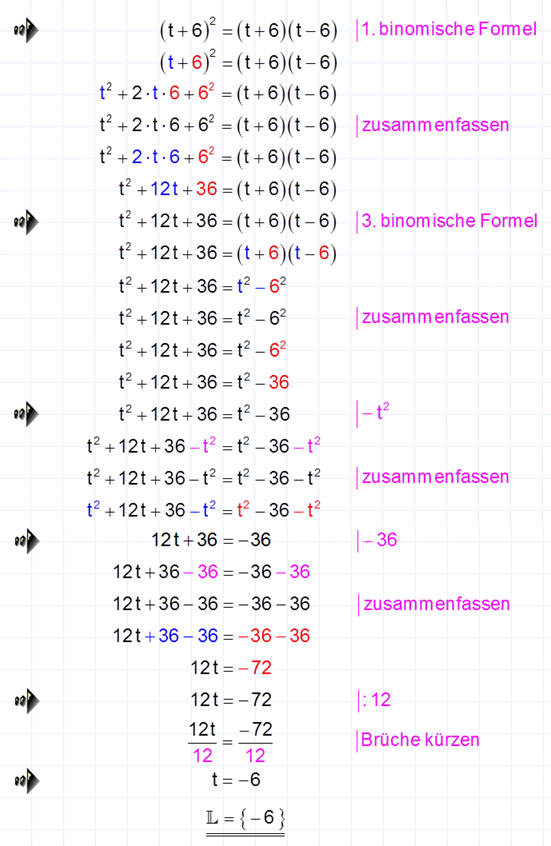 (t+6)² = (t+6)(t−6) |1. binomische Formel
(t+6)² = (t+6)(t−6)
t² + 2·t·6 + 6² = (t+6)(t−6)
t² + 2·t·6 + 6² = (t+6)(t−6) |zusammenfassen
t² + 2·t·6 + 6² = (t+6)(t−6)
t² + 12t + 36 = (t+6)(t−6)
t² + 12t + 36 = (t+6)(t−6) |3. binomische Formel
t² + 12t + 36 = (t+6)(t−6)
t² + 12t + 36 = t² − 6²
t² + 12t + 36 = t² − 6² |zusammenfassen
t² + 12t + 36 = t² − 6²
t² + 12t + 36 = t² − 36
t² + 12t + 36 = t² − 36 |− t²
t² + 12t + 36 − t² = t² − 36 − t²
t² + 12t + 36 − t² = t² − 36 − t² |zusammenfassen
t² + 12t + 36 − t² = t² − 36 − t²
12t + 36 = −36 |− 36
12t + 36 − 36 = −36 − 36
12t + 36 − 36 = −36 − 36 |zusammenfassen
12t + 36 − 36 = −36 − 36
12t = −72
12t = −72 |: 12
12t/12 = −72/12 |Brüche kürzen
t = −6
𝕃 = {−6}